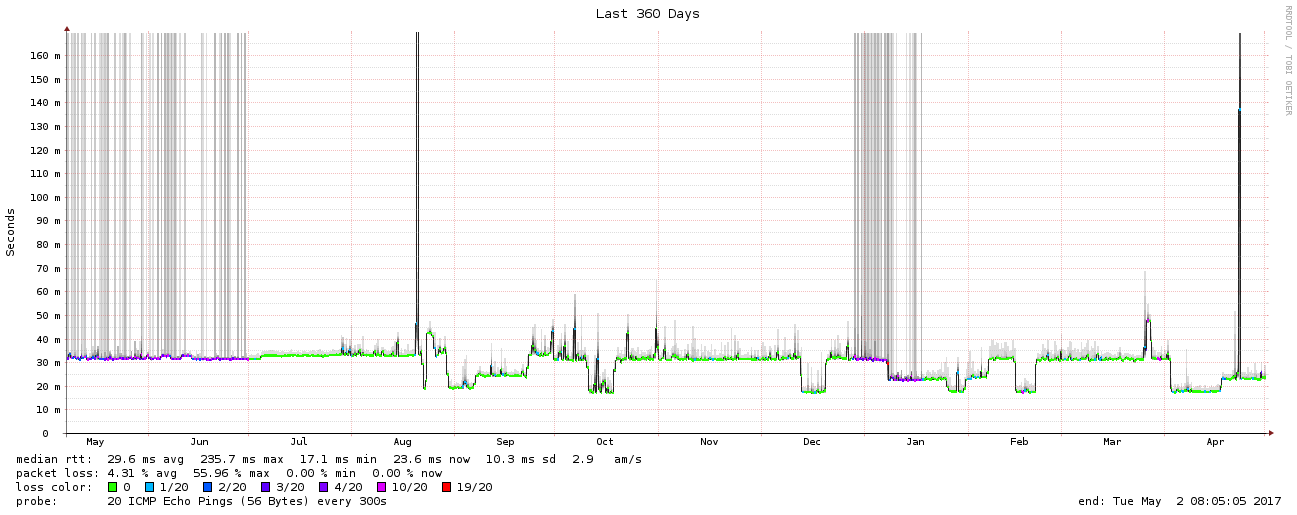 Last 360 Days
RRDTOOL / TOBI OETIKER
Seconds
160 m
150 m
140 m
130 m
120 m
110 m
100 m
90 m
80 m
70 m
60 m
50 m
40 m
30 m
20 m
10 m
0
May Jun Jul Aug Sep Oct Nov Dec Jan Feb Mar Apr
median rtt: 29.6 ms avg 235.7 ms max 17.1 ms min 23.6 ms now 10.3 ms sd 2.9 am/s
packet loss: 4.31 % avg 55.96 % max 0.00 % min 0.00 % now
loss color: 0 1/20 2/20 3/20 4/20 10/20 19/20
probe: 20 ICMP Echo Pings (56 Bytes) every 300s end: Tue May 2 08:05:05 2017